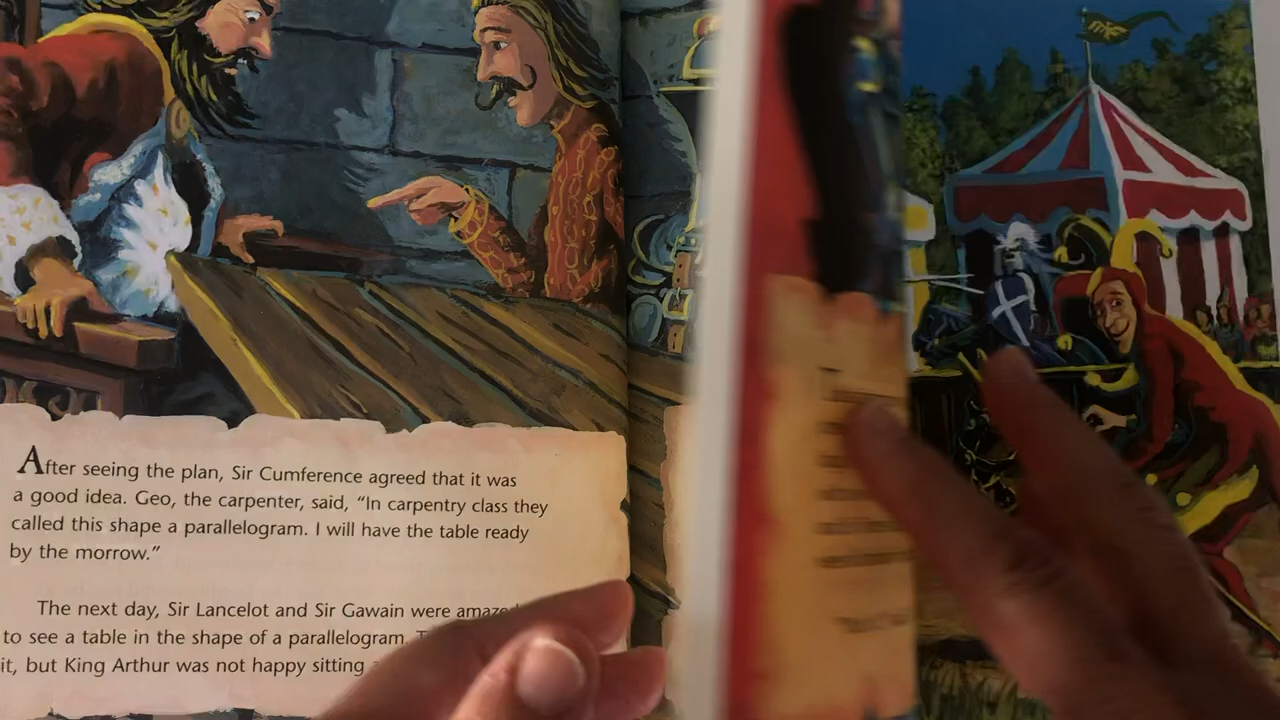 After seeing the plan, Sir Cumference agreed that it was
a good idea. Geo, the carpenter, said, “In carpentry class they
called this shape a parallelogram. I will have the table ready
by the morrow.”
The next day, Sir Lancelot and Sir Gawain were
to see a table in the shape of a parallelogram.
it, but King Arthur was not happy sitting